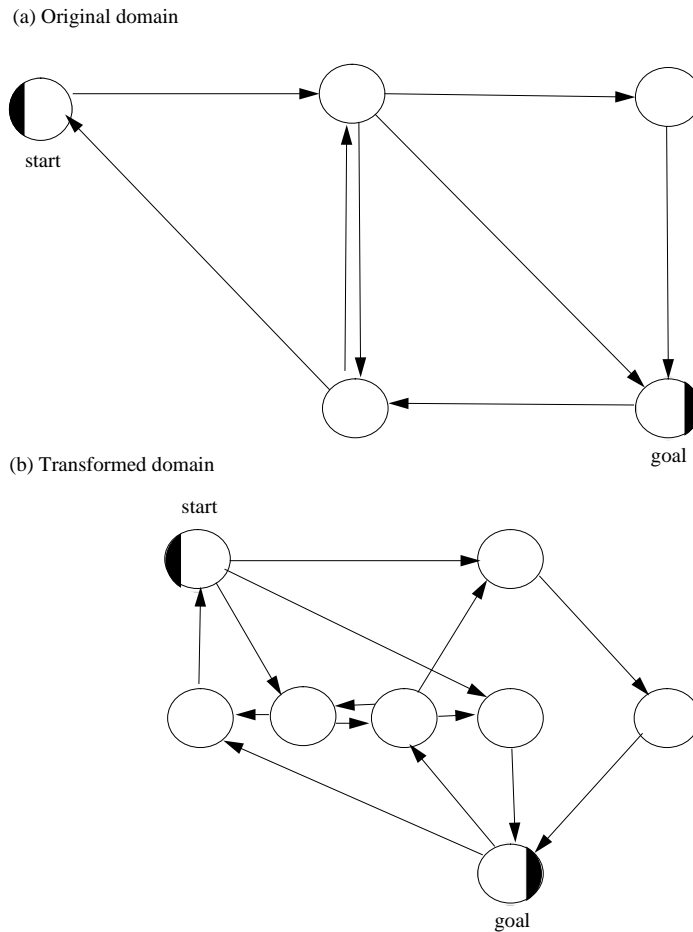 (a) Original domain
start
goal
(b) Transformed domain
start
goal